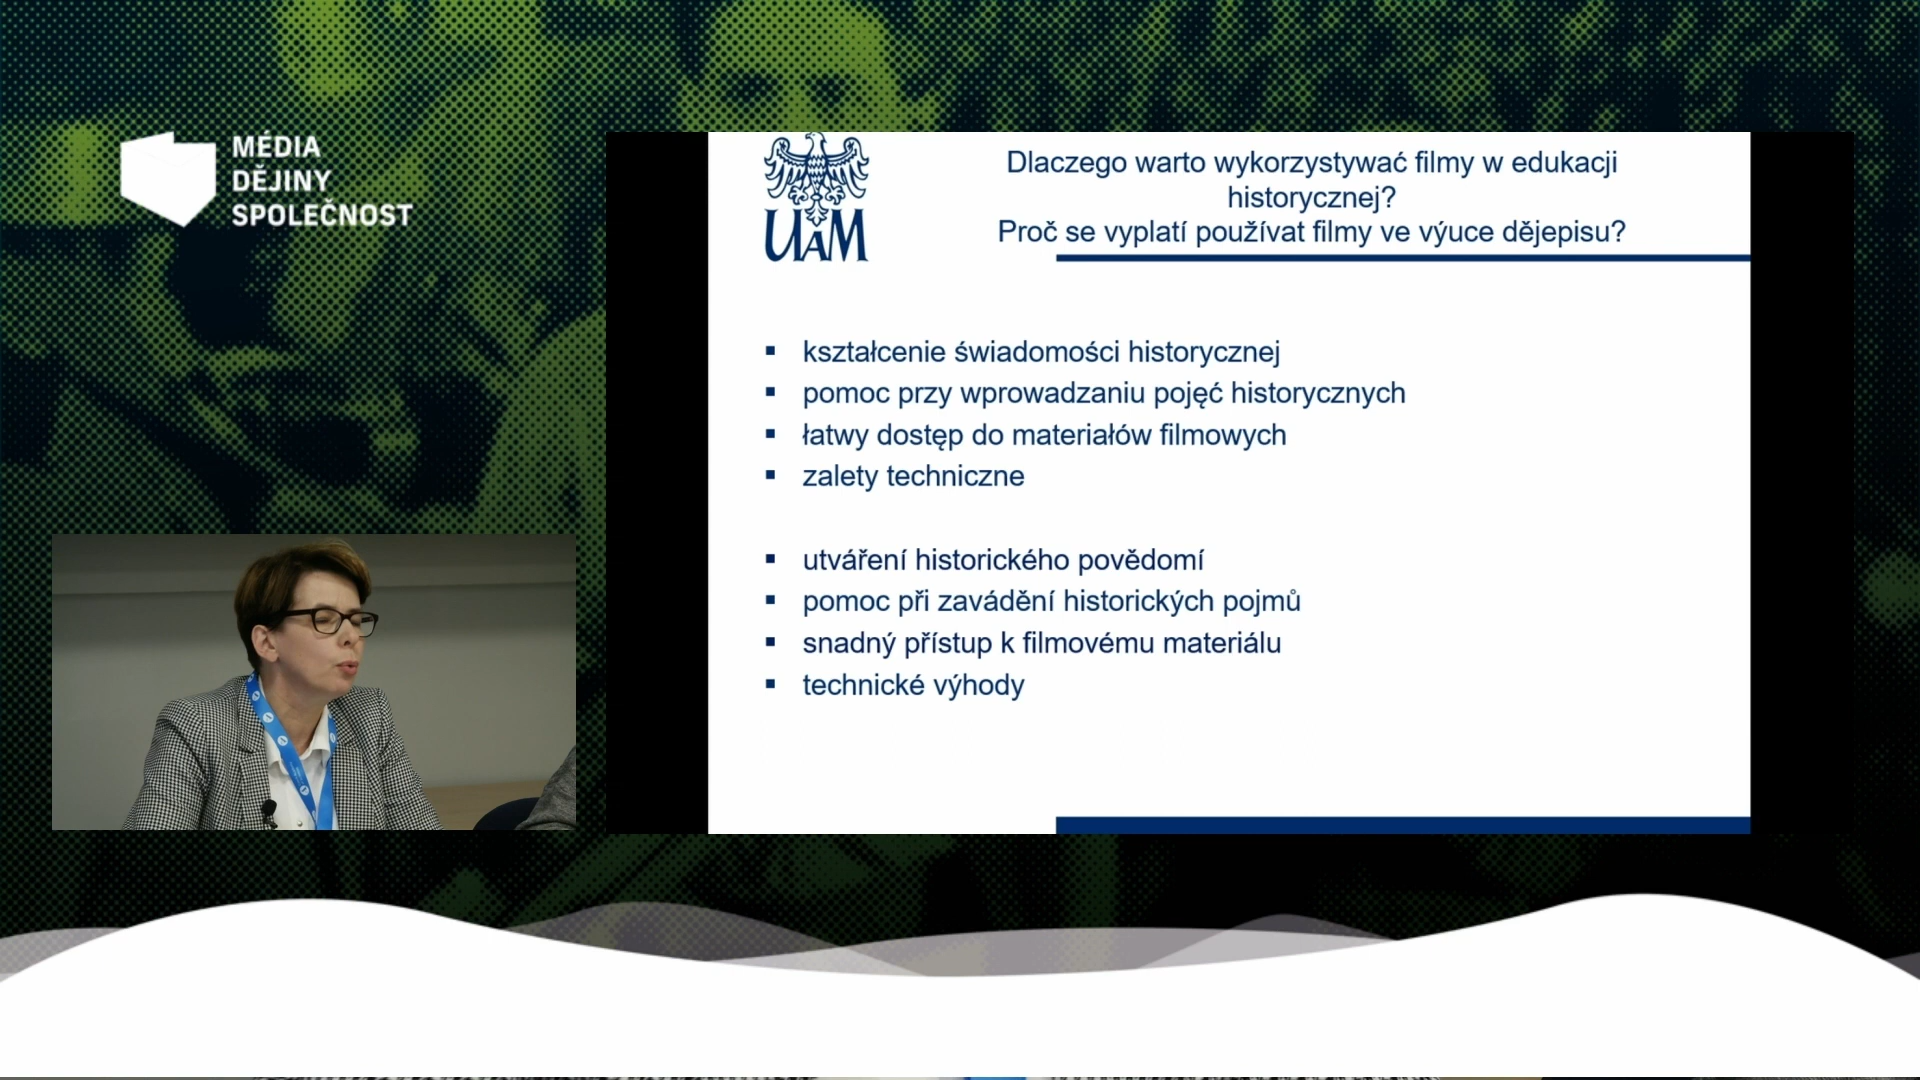 MÉDIA
DĚJINY
SPOLEČNOST
UAM
Dlaczego warto wykorzystywać filmy w edukacji
historycznej?
Proč se vyplatí používat filmy ve výuce dějepisu?
▪ kształcenie świadomości historycznej
▪ pomoc przy wprowadzaniu pojęć historycznych
▪ łatwy dostęp do materiałów filmowych
▪ zalety techniczne
▪ utváření historického povědomí
▪ pomoc při zavádění historických pojmů
▪ snadný přístup k filmovému materiálu
▪ technické výhody